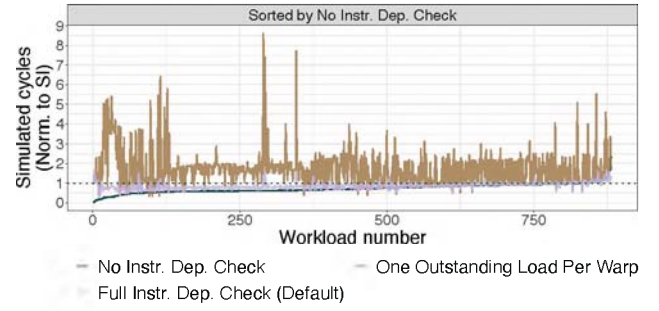 Sorted by No Instr. Dep. Check
9
8
7
6
5
4
3
2
1
0
Simulated cycles
(Norm. to SI)
0 250 500 750
Workload number
No Instr. Dep. Check One Outstanding Load Per Warp
Full Instr. Dep. Check (Default)